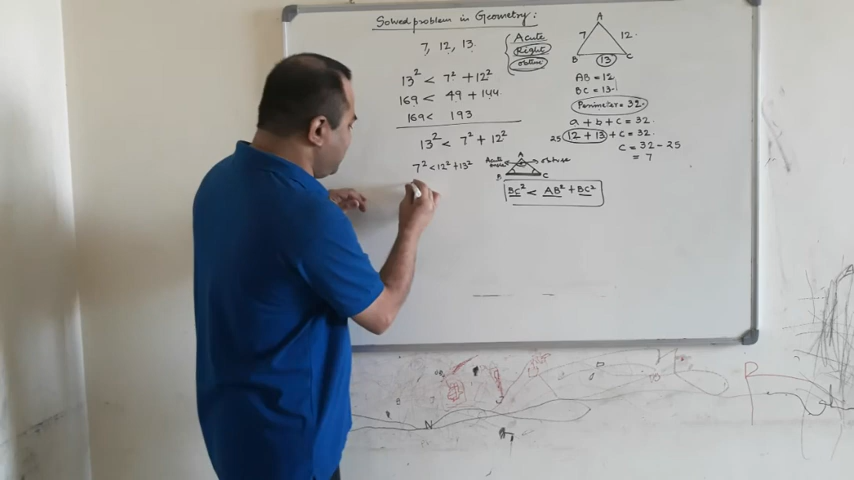 Solved problem in Geometry:
7, 12, 13.
Acute
Right
obtuse
13² < 7² + 12²
169 < 49 + 144
169 < 193
13² < 7² + 12²
7² < 12² + 13²
A
7
12
B
13
C
AB = 12
BC = 13
Perimeter = 32
a + b + c = 32
25
12 + 13 + c = 32
c = 32 - 25
= 7
A
obtuse
B
C
BC² < AB² + BC²
N
P